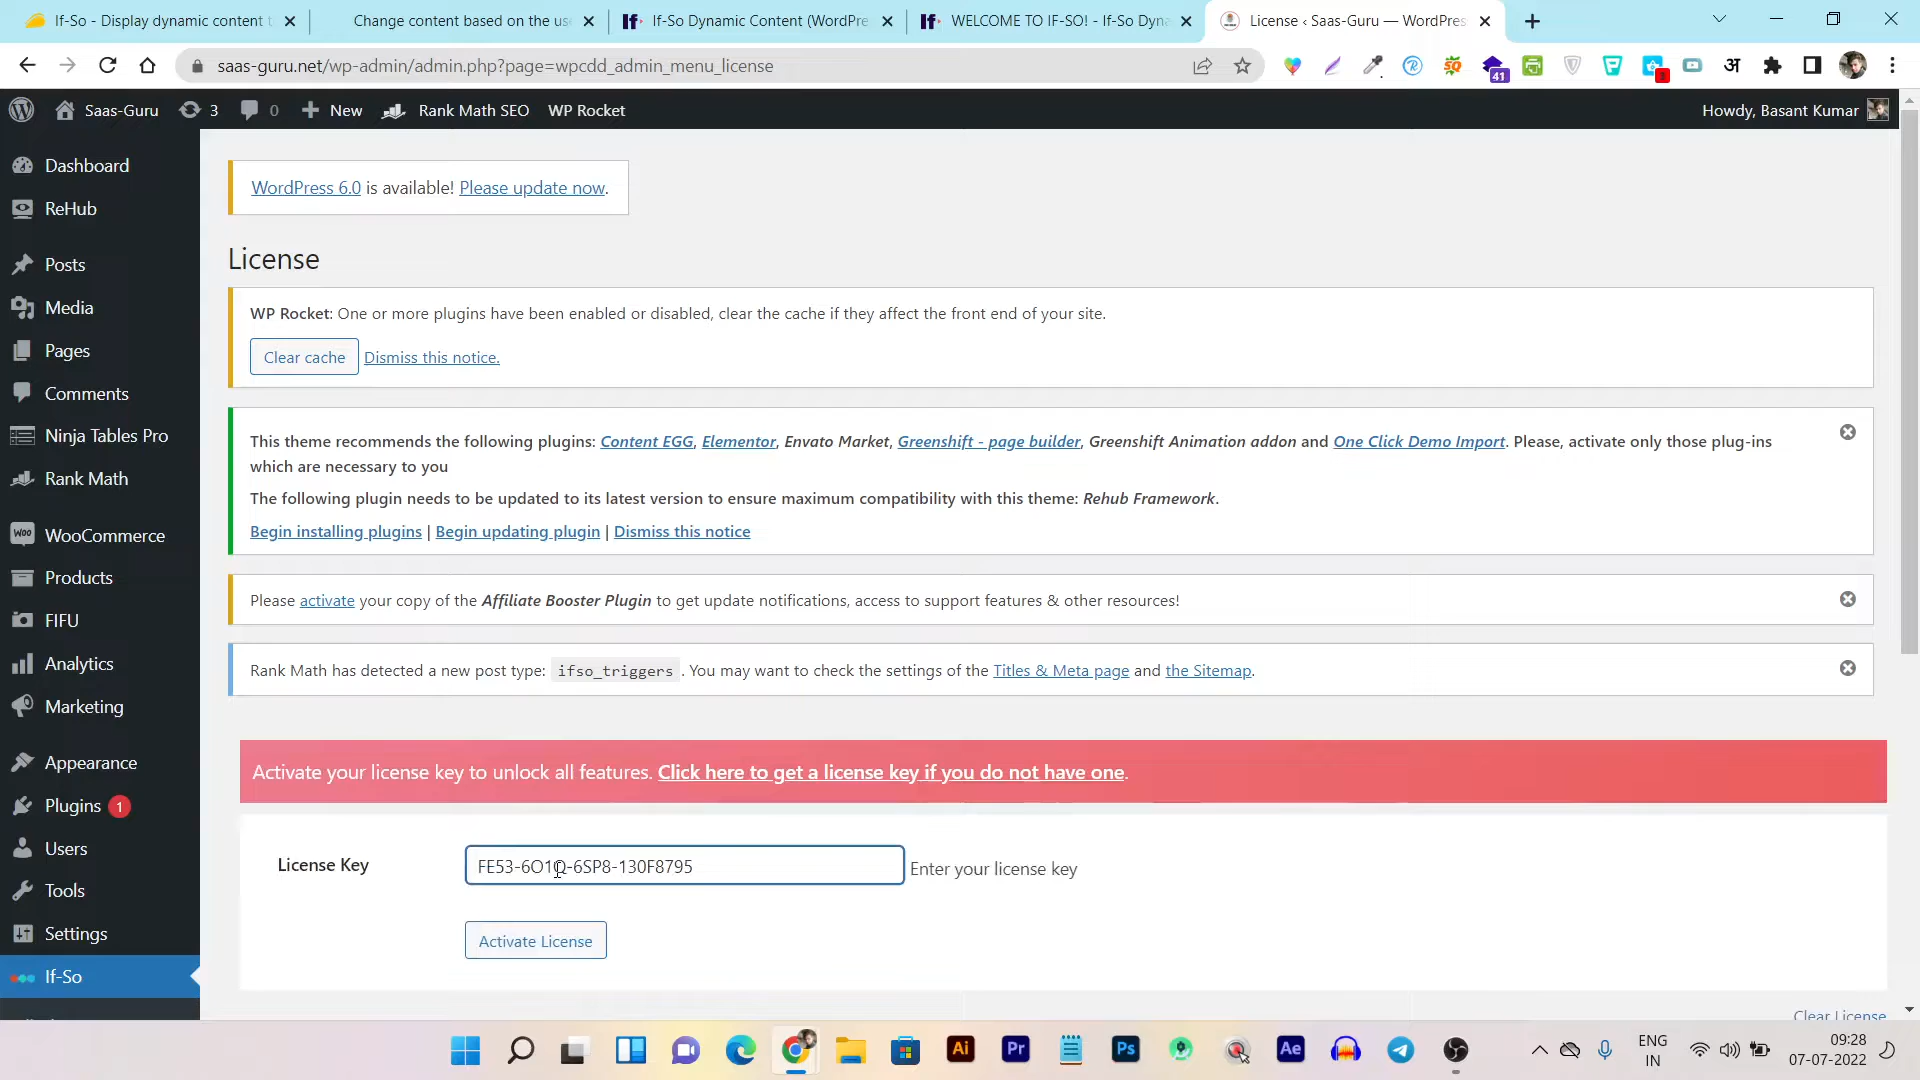 If-So - Display dynamic content t
Change content based on the use
If-So Dynamic Content (WordPre
WELCOME TO IF-SO! - If-So Dyna
License ‹ Saas-Guru — WordPres
saas-guru.net/wp-admin/admin.php?page=wpcdd_admin_menu_license
Saas-Guru
3
0
New
Rank Math SEO
WP Rocket
Howdy, Basant Kumar
Dashboard
ReHub
Posts
Media
Pages
Comments
Ninja Tables Pro
Rank Math
WooCommerce
Products
FIFU
Analytics
Marketing
Appearance
Plugins 1
Users
Tools
Settings
If-So
WordPress 6.0 is available! Please update now.
License
WP Rocket: One or more plugins have been enabled or disabled, clear the cache if they affect the front end of your site.
Clear cache Dismiss this notice.
This theme recommends the following plugins: Content EGG, Elementor, Envato Market, Greenshift - page builder, Greenshift Animation addon and One Click Demo Import. Please, activate only those plug-ins
which are necessary to you
The following plugin needs to be updated to its latest version to ensure maximum compatibility with this theme: Rehub Framework.
Begin installing plugins | Begin updating plugin | Dismiss this notice
Please activate your copy of the Affiliate Booster Plugin to get update notifications, access to support features & other resources!
Rank Math has detected a new post type: ifso_triggers . You may want to check the settings of the Titles & Meta page and the Sitemap.
Activate your license key to unlock all features. Click here to get a license key if you do not have one.
License Key
Enter your license key
Activate License
Clear License
ENG
IN
09:28
07-07-2022